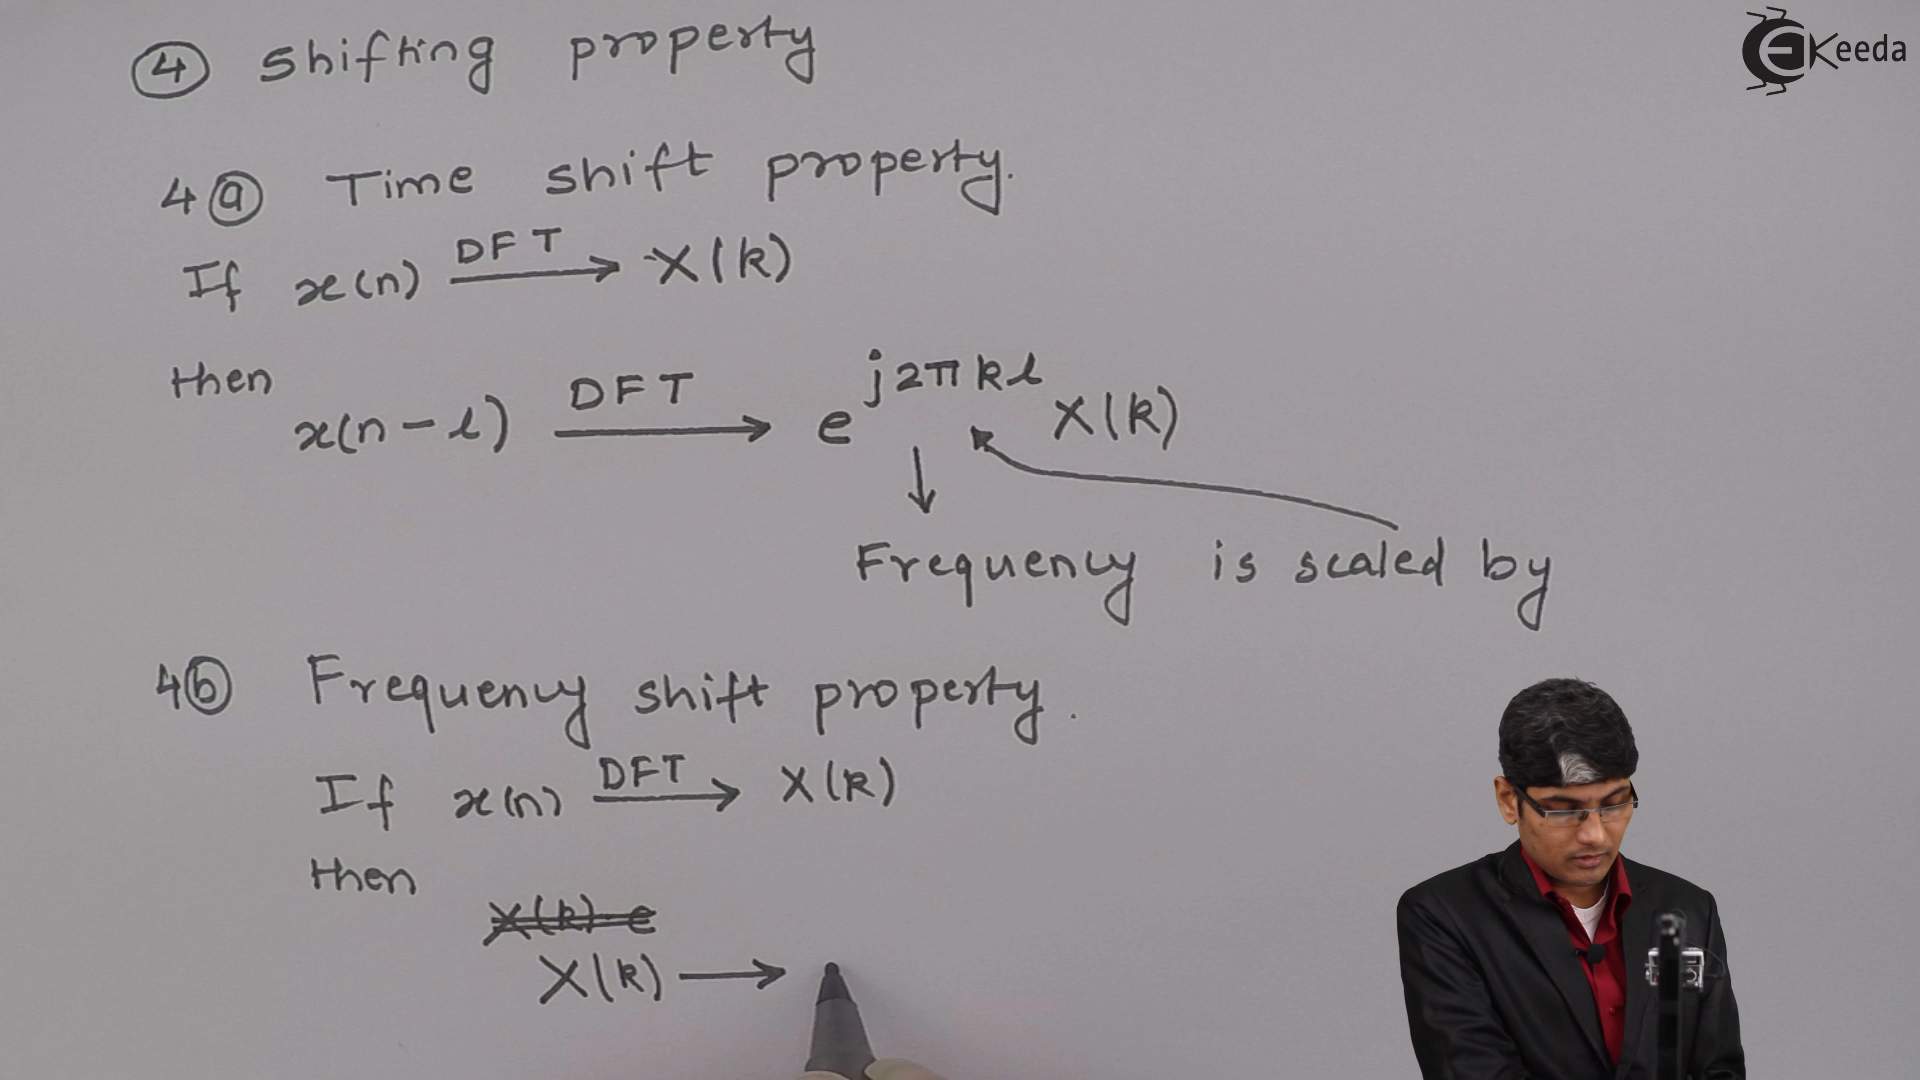 EKeeda
④ Shifting property
4ⓐ Time shift property.
If x(n) DFT→ X(k)
then
x(n-l) DFT→ e^j2πkl X(k)
↓
Frequency is scaled by
4ⓑ Frequency shift property.
If x(n) DFT→ X(k)
then
X(k) e
X(k) →